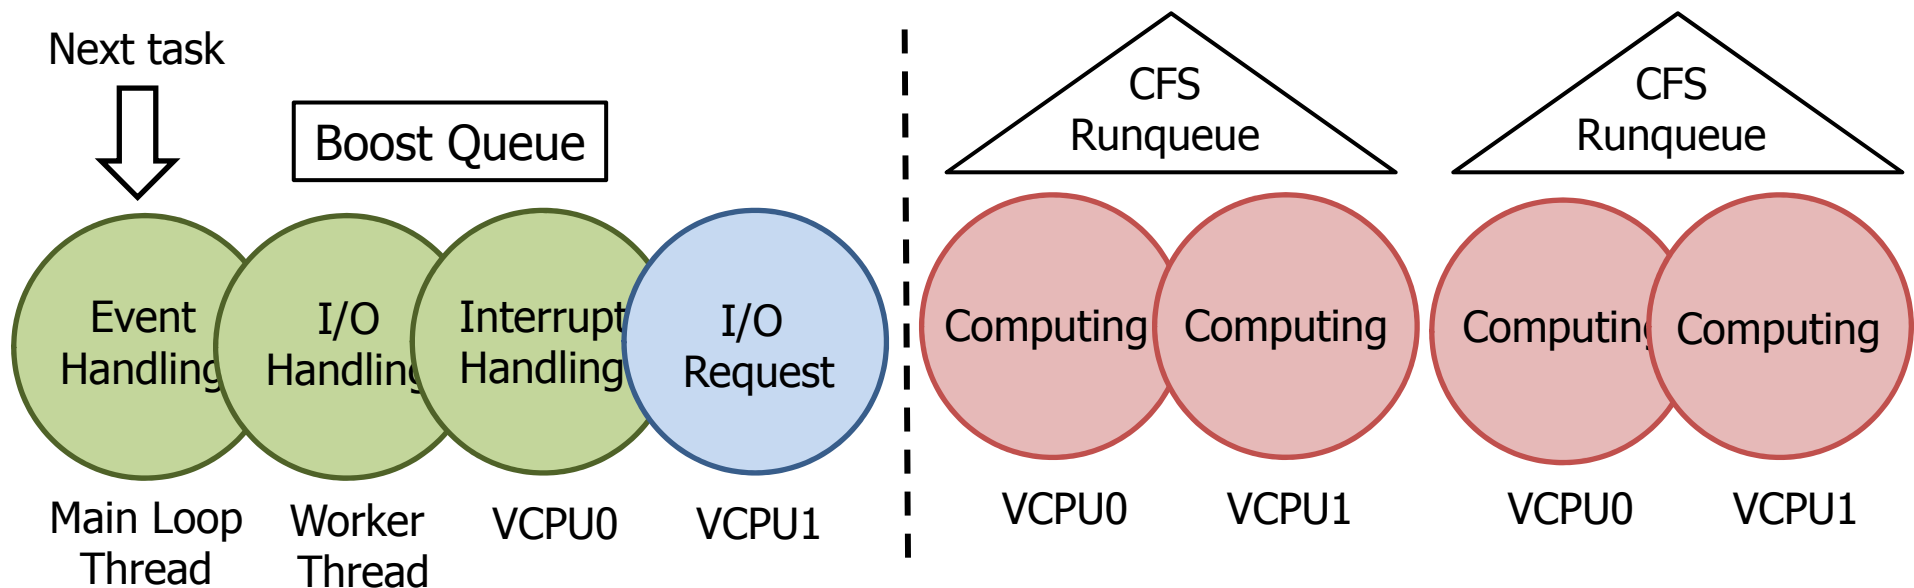 Next task
Boost Queue
CFS
Runqueue
CFS
Runqueue
Event
Handling
I/O
Handling
Interrupt
Handling
I/O
Request
Computing
Computing
Computing
Computing
Main Loop
Thread
Worker
Thread
VCPU0
VCPU1
VCPU0
VCPU1
VCPU0
VCPU1